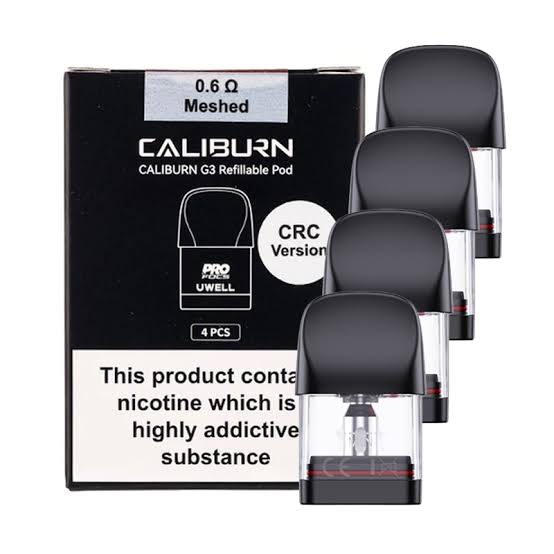 0.6 Ω
Meshed
CALIBURN
CALIBURN G3 Refillable Pod
CRC
Version
PRO
FOCS
UWELL
4 PCS
This product conta
nicotine which is
highly addictive
substance
CE